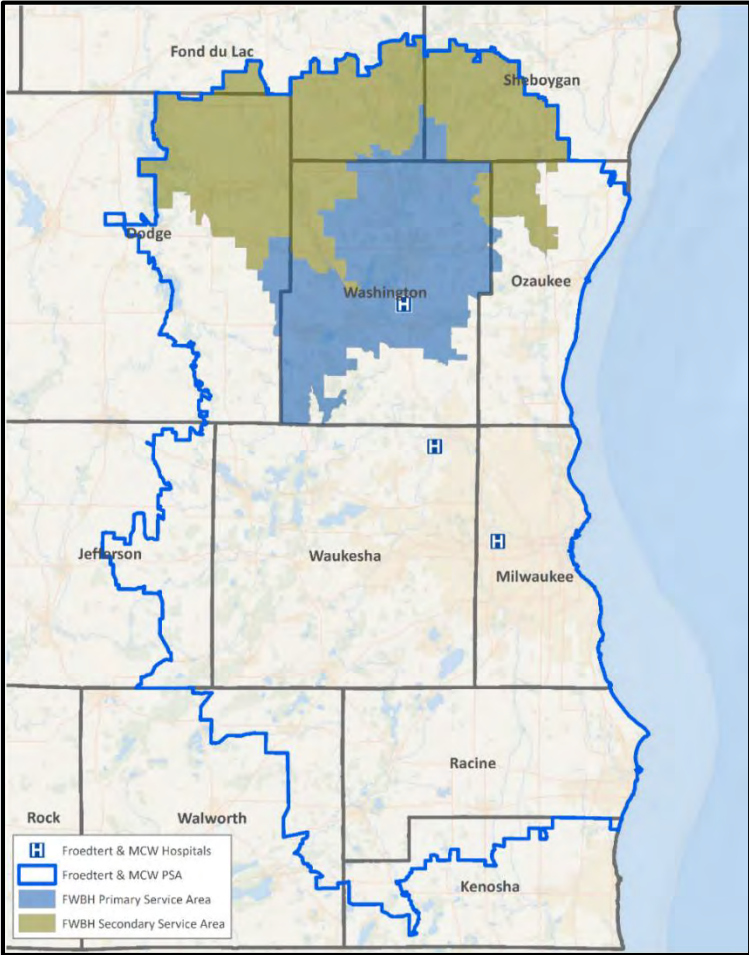 Fond du Lac
Sheboygan
Dodge
Washington
H
Ozaukee
H
Jefferson
Waukesha
H
Milwaukee
Racine
Rock
Walworth
Kenosha
H Froedtert & MCW Hospitals
Froedtert & MCW PSA
FWBH Primary Service Area
FWBH Secondary Service Area